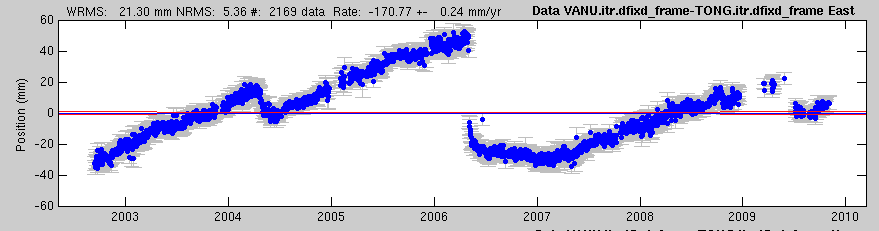 WRMS: 21.30 mm NRMS: 5.36 #: 2169 data Rate: -170.77 +- 0.24 mm/yr Data VANU.itr.dfixd_frame-TONG.itr.dfixd_frame East
60
40
20
0
-20
-40
-60
Position (mm)
2003 2004 2005 2006 2007 2008 2009 2010